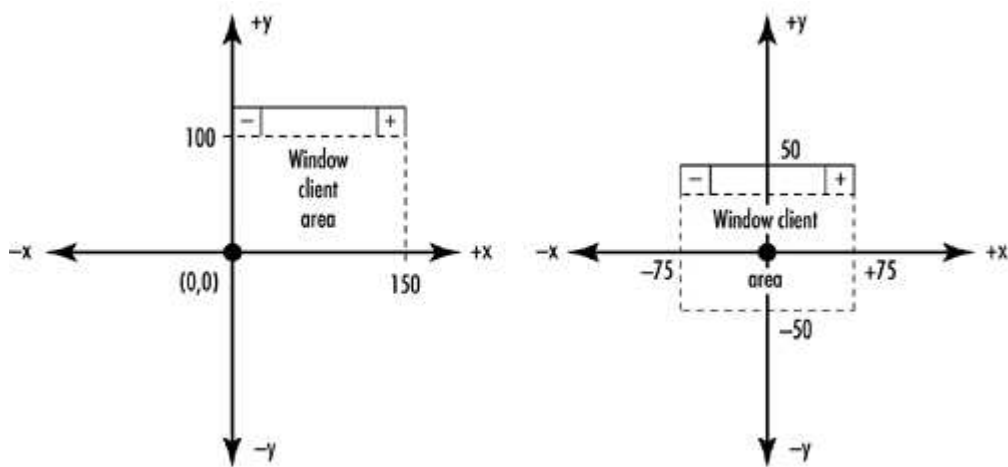 +y
− +
100
Window
client
area
−x
+x
(0,0)
150
−y
+y
50
− +
Window client
−x
+x
−75
+75
area
−50
−y